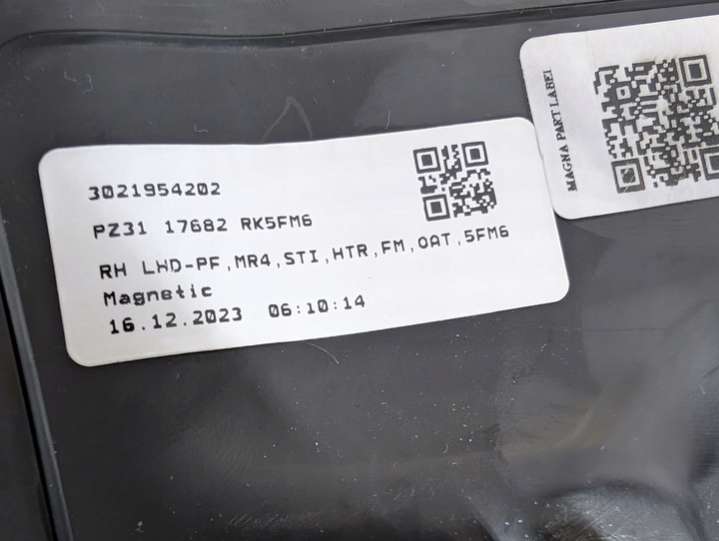 3021954202
PZ31 17682 RK5FM6
RH LHD-PF,MR4,STI,HTR,FM,OAT,5FM6
Magnetic
16.12.2023 06:10:14
MAGNA PART LABEL